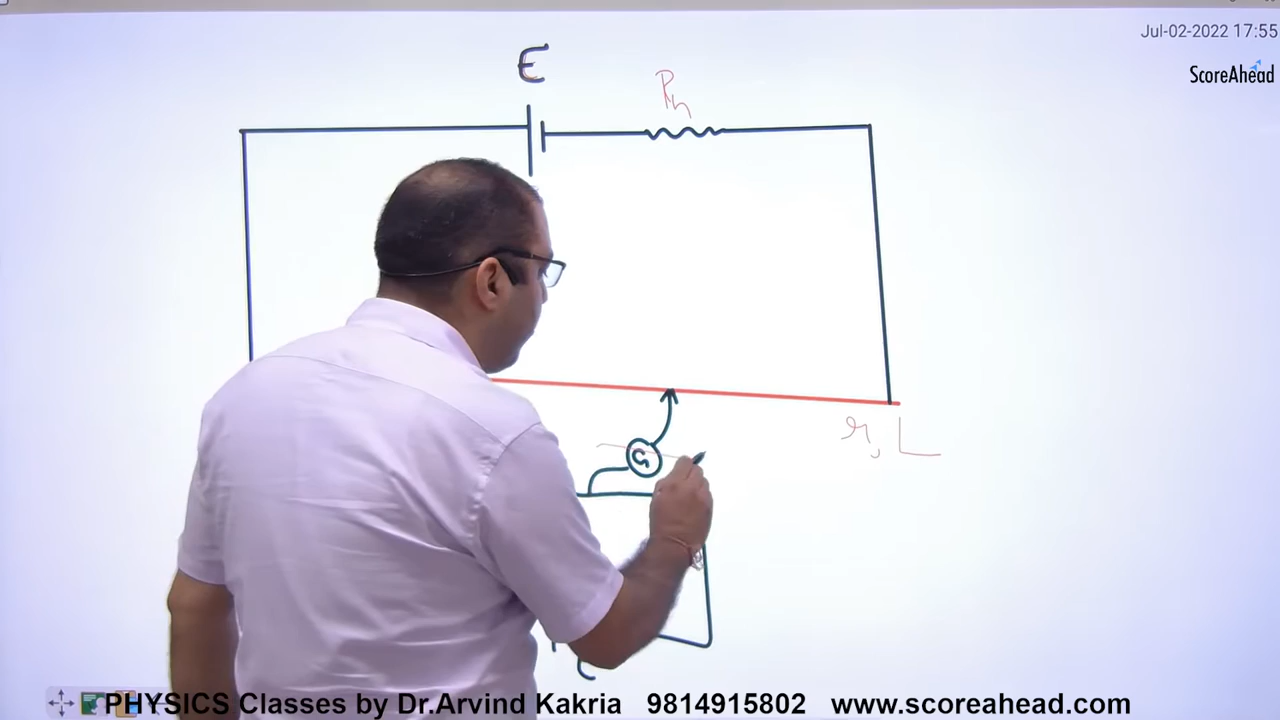 Jul-02-2022 17:55
ScoreAhead
E
Rh
G
r, L
PHYSICS Classes by Dr.Arvind Kakria 9814915802 www.scoreahead.com